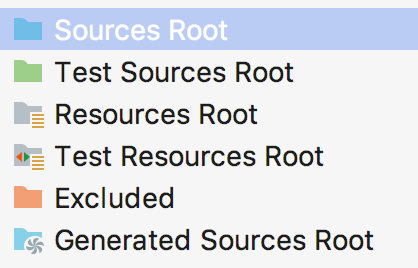 Sources Root
Test Sources Root
Resources Root
Test Resources Root
Excluded
Generated Sources Root